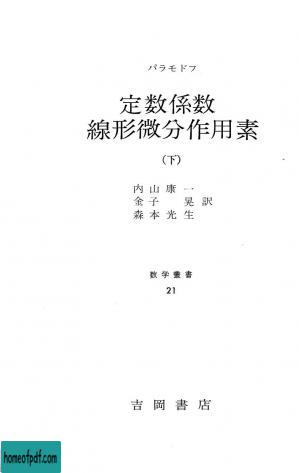 パラモドフ
定数係数
線形微分作用素
(下)
内山康一
金子 晃 訳
森本光生
数学叢書
21
吉岡書店
homeofpdf.com